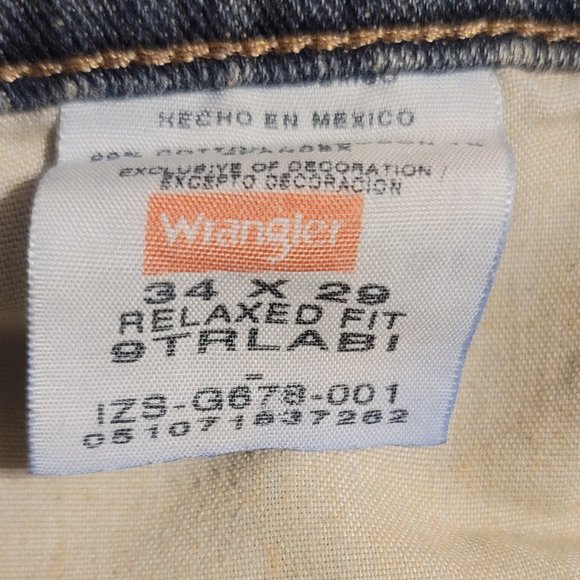 HECHO EN MEXICO
EXCLUSIVE OF DECORATION/
EXCEPTO DECORACION
Wrangler
34 X 29
RELAXED FIT
9TRLABI
-
IZS-G678-001
051071837262